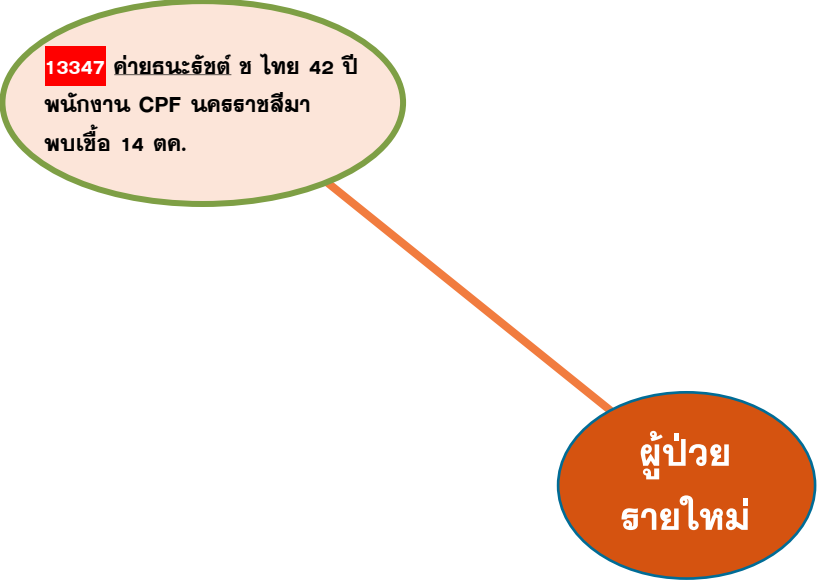 13347 ค่ายธนะรัชต์ ช ไทย 42 ปี
พนักงาน CPF นครราชสีมา
พบเชื้อ 14 ตค.
ผู้ป่วย
รายใหม่